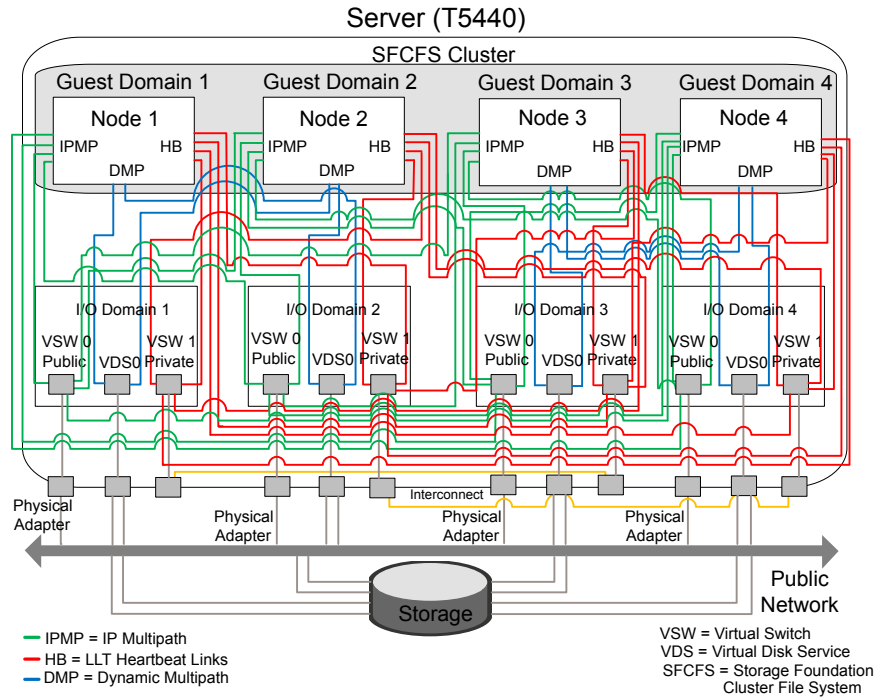 Server (T5440)
SFCFS Cluster
Guest Domain 1
Guest Domain 2
Guest Domain 3
Guest Domain 4
Node 1
IPMP
HB
DMP
Node 2
IPMP
HB
DMP
Node 3
IPMP
HB
DMP
Node 4
IPMP
HB
DMP
I/O Domain 1
VSW 0
Public
VDS0
VSW 1
Private
I/O Domain 2
VSW 0
Public
VDS0
VSW 1
Private
I/O Domain 3
VSW 0
Public
VDS0
VSW 1
Private
I/O Domain 4
VSW 0
Public
VDS0
VSW 1
Private
Interconnect
Physical
Adapter
Physical
Adapter
Physical
Adapter
Physical
Adapter
Public
Network
Storage
IPMP = IP Multipath
HB = LLT Heartbeat Links
DMP = Dynamic Multipath
VSW = Virtual Switch
VDS = Virtual Disk Service
SFCFS = Storage Foundation
Cluster File System